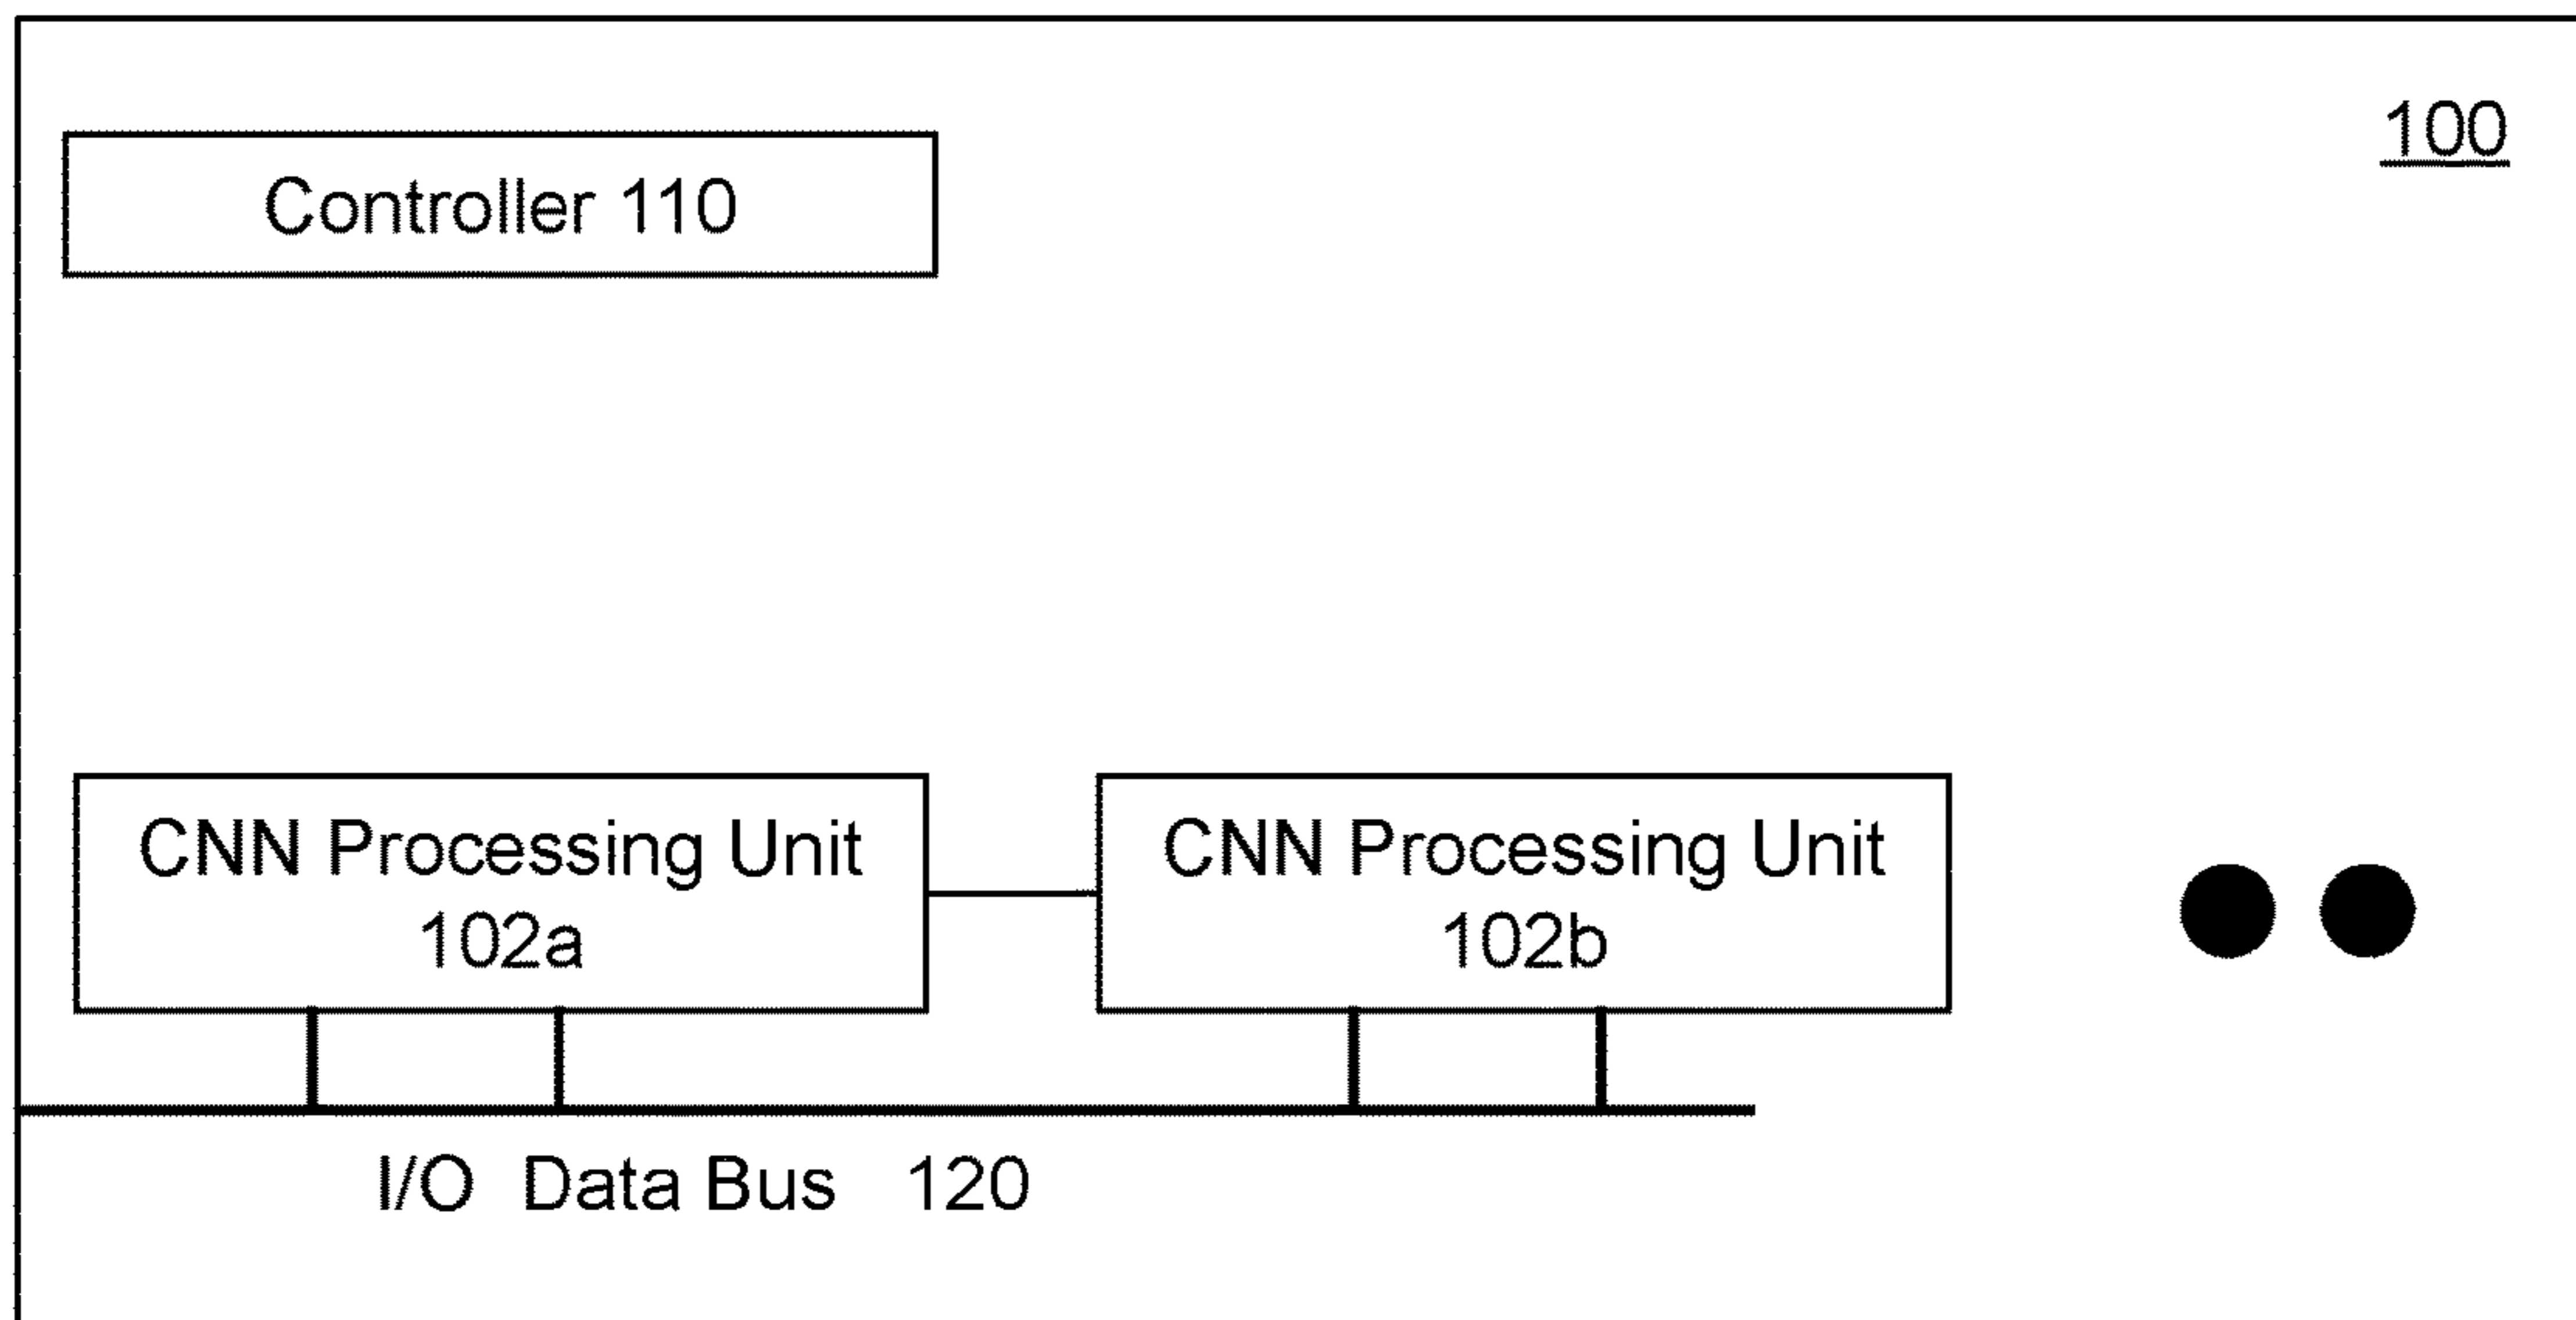 100
Controller 110
CNN Processing Unit
102a
CNN Processing Unit
102b
I/O Data Bus 120